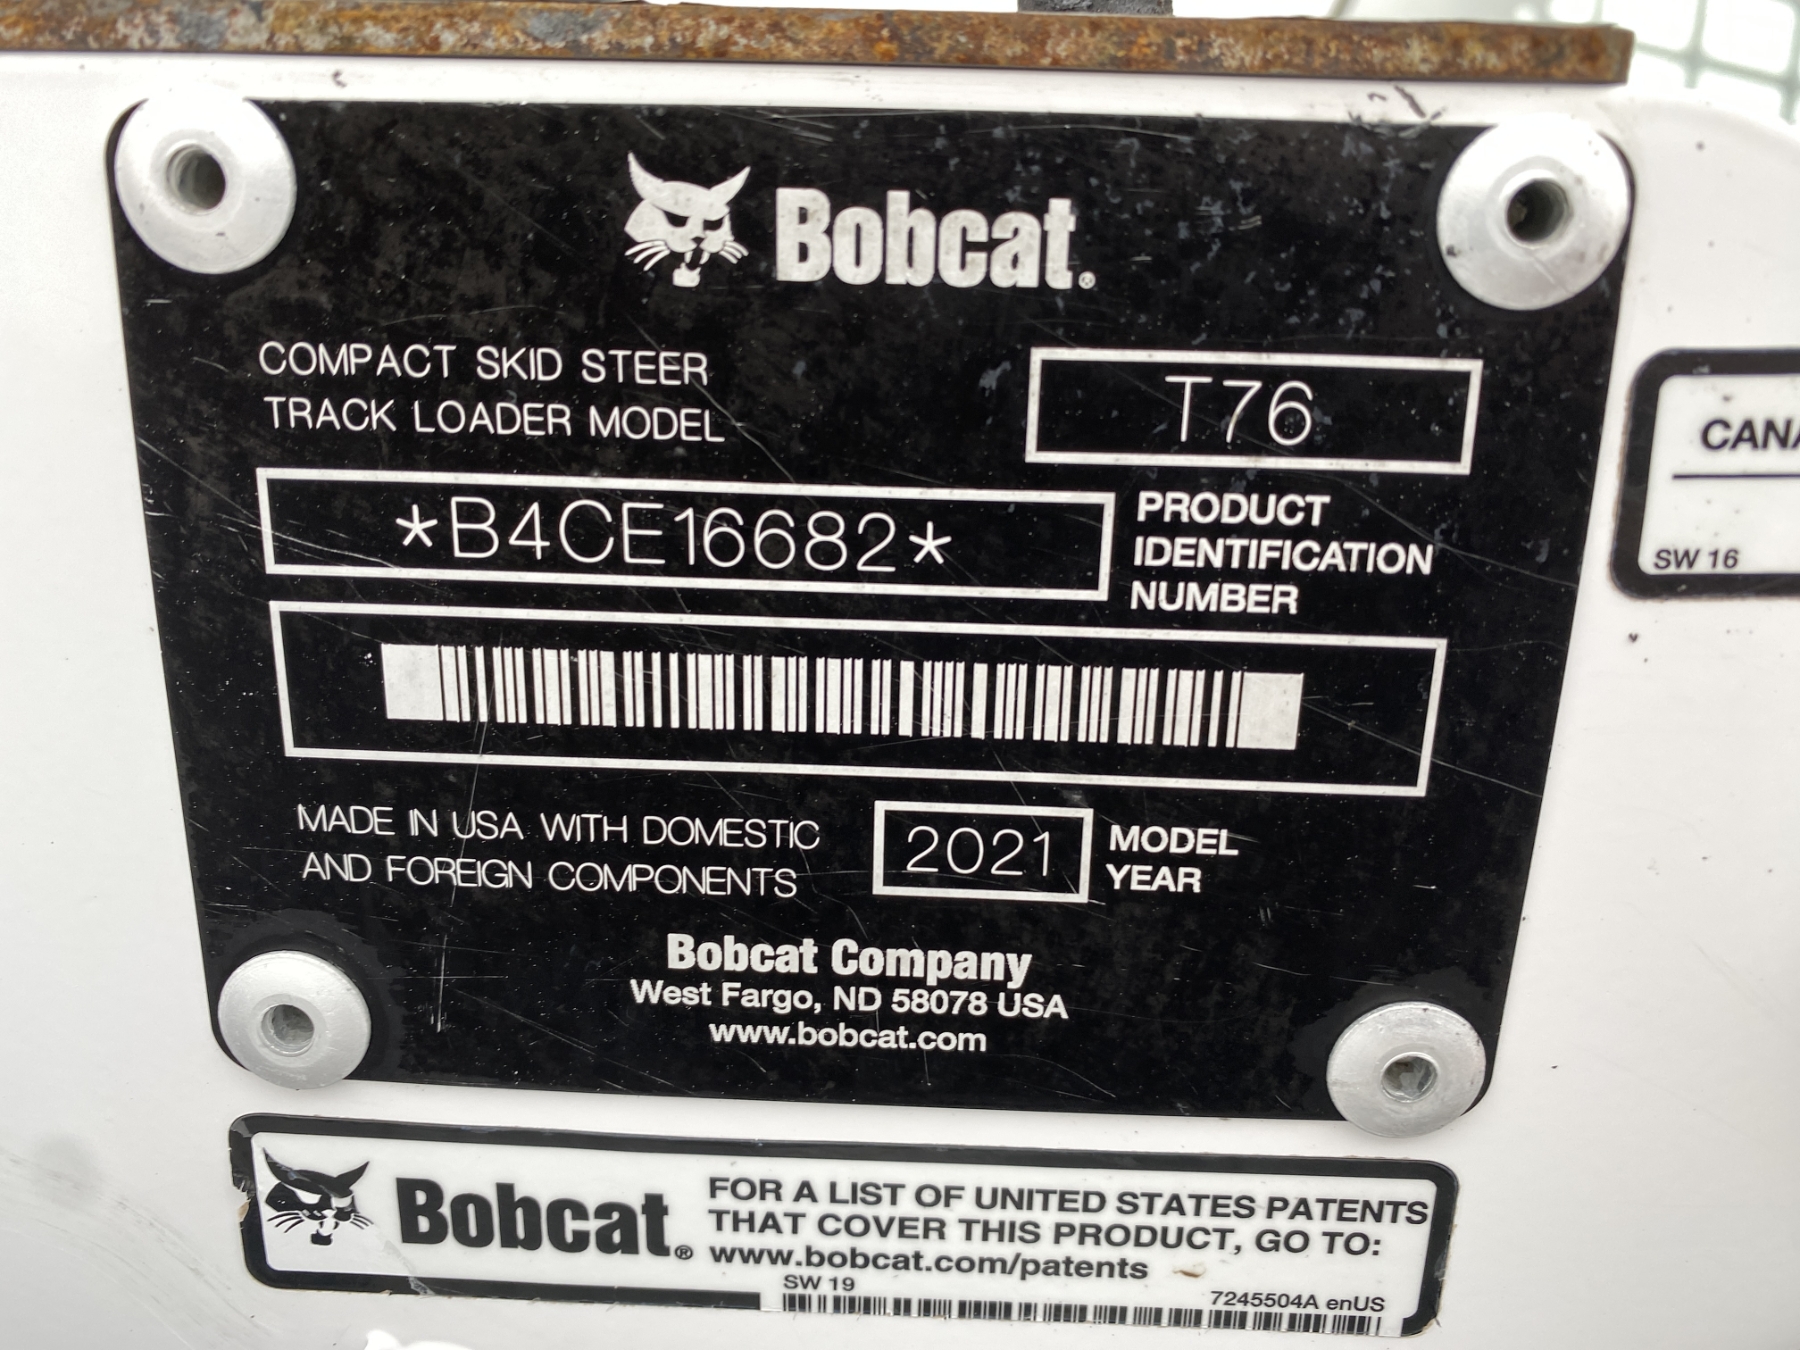 Bobcat.
COMPACT SKID STEER
TRACK LOADER MODEL
T76
*B4CE16682*
PRODUCT
IDENTIFICATION
NUMBER
MADE IN USA WITH DOMESTIC
AND FOREIGN COMPONENTS
2021
MODEL
YEAR
Bobcat Company
West Fargo, ND 58078 USA
www.bobcat.com
CANA
SW 16
Bobcat®
FOR A LIST OF UNITED STATES PATENTS
THAT COVER THIS PRODUCT, GO TO:
www.bobcat.com/patents
SW 19
7245504A enUS